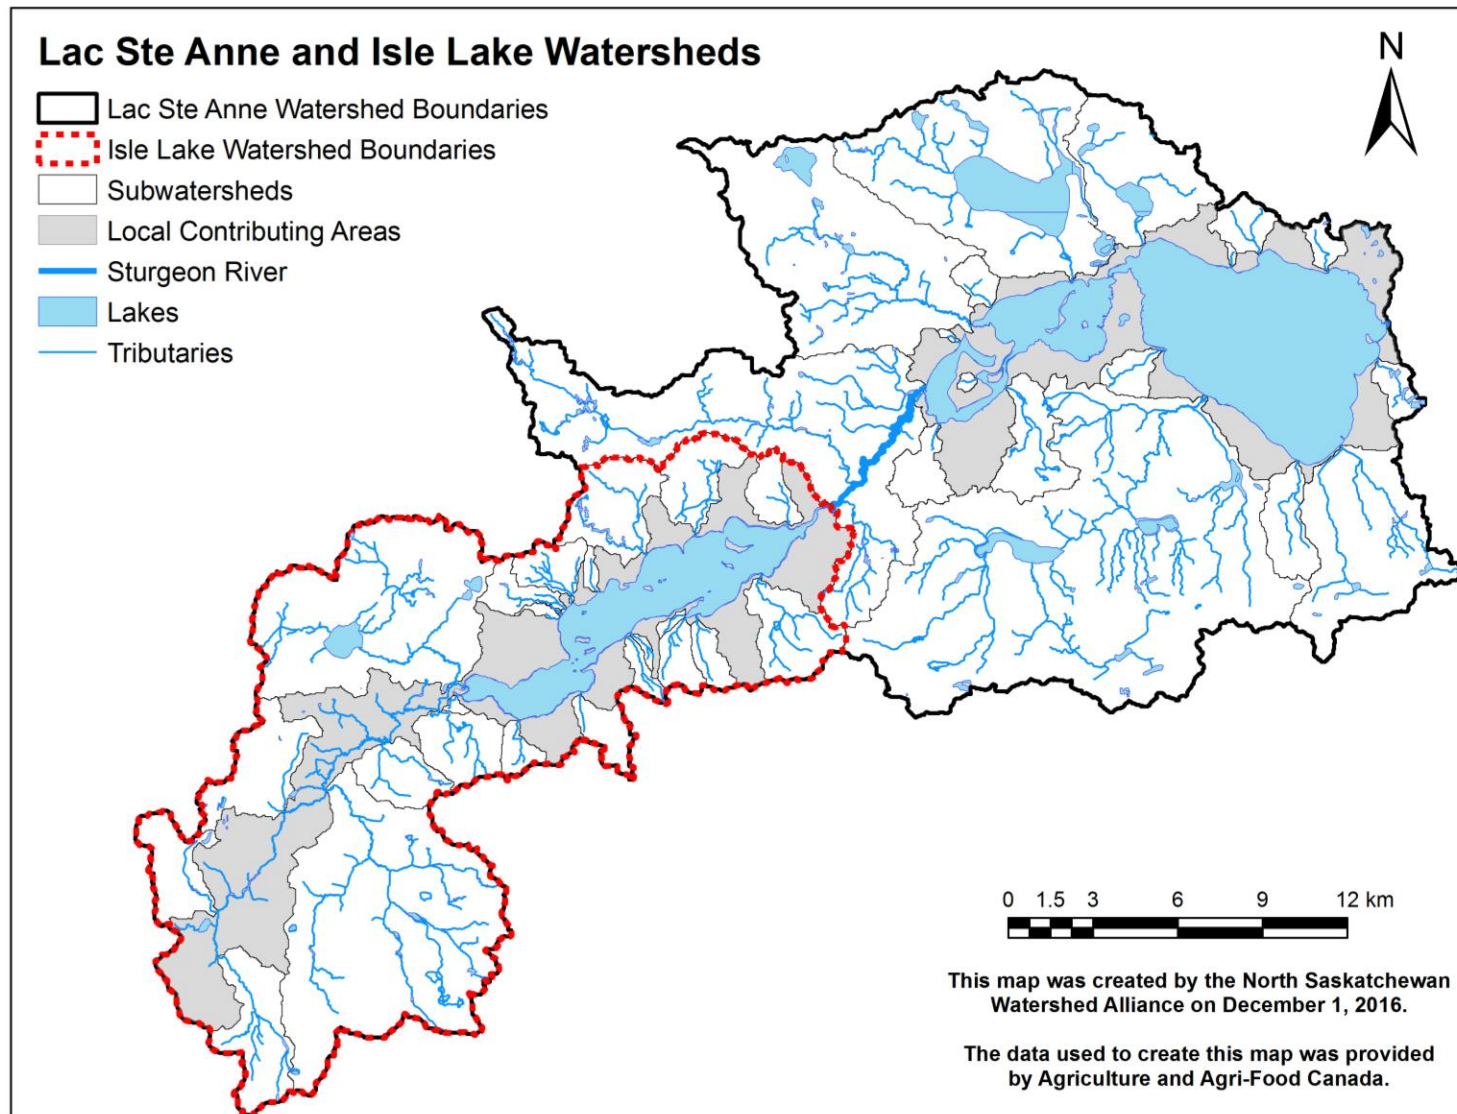 Lac Ste Anne and Isle Lake Watersheds
Lac Ste Anne Watershed Boundaries
Isle Lake Watershed Boundaries
Subwatersheds
Local Contributing Areas
Sturgeon River
Lakes
Tributaries
N
0 1.5 3 6 9 12 km
This map was created by the North Saskatchewan
Watershed Alliance on December 1, 2016.
The data used to create this map was provided
by Agriculture and Agri-Food Canada.